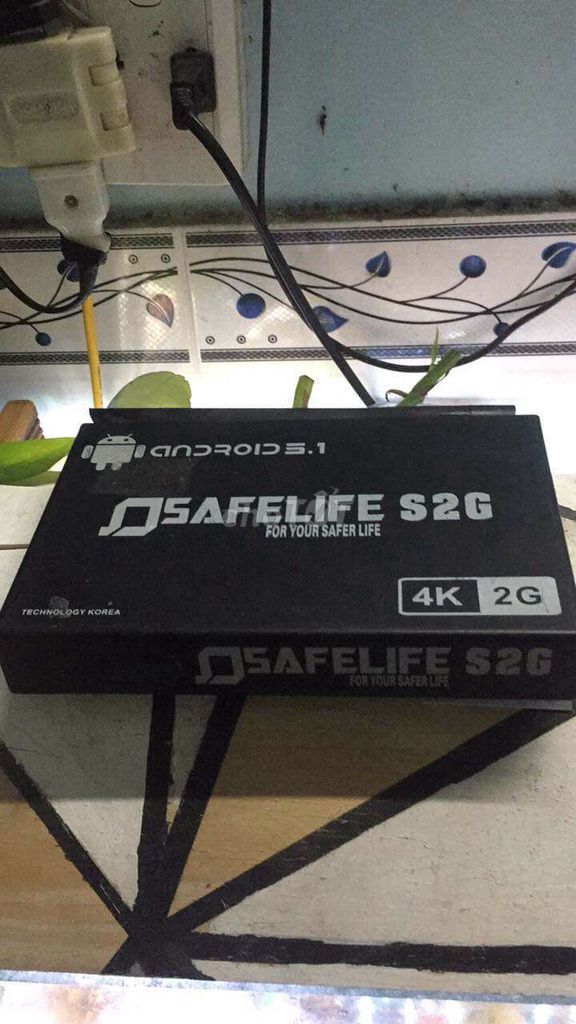 ANDROID 5.1
SAFELIFE S2G
FOR YOUR SAFER LIFE
4K 2G
TECHNOLOGY KOREA
SAFELIFE S2G
FOR YOUR SAFER LIFE